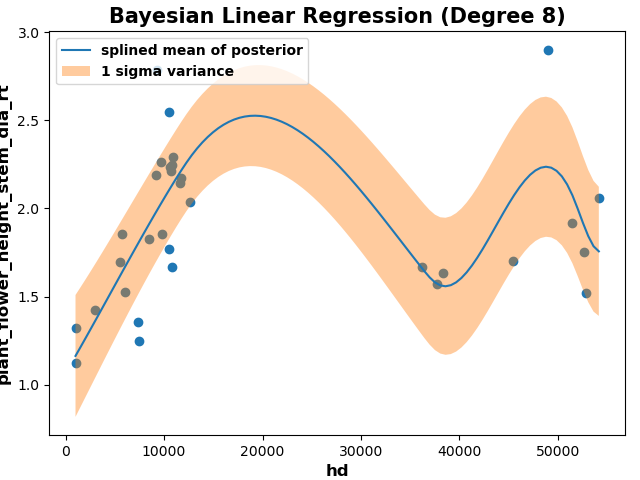 Bayesian Linear Regression (Degree 8)
splined mean of posterior
1 sigma variance
plant_flower_height_stem_dia_rt
3.0
2.5
2.0
1.5
1.0
0 10000 20000 30000 40000 50000
hd